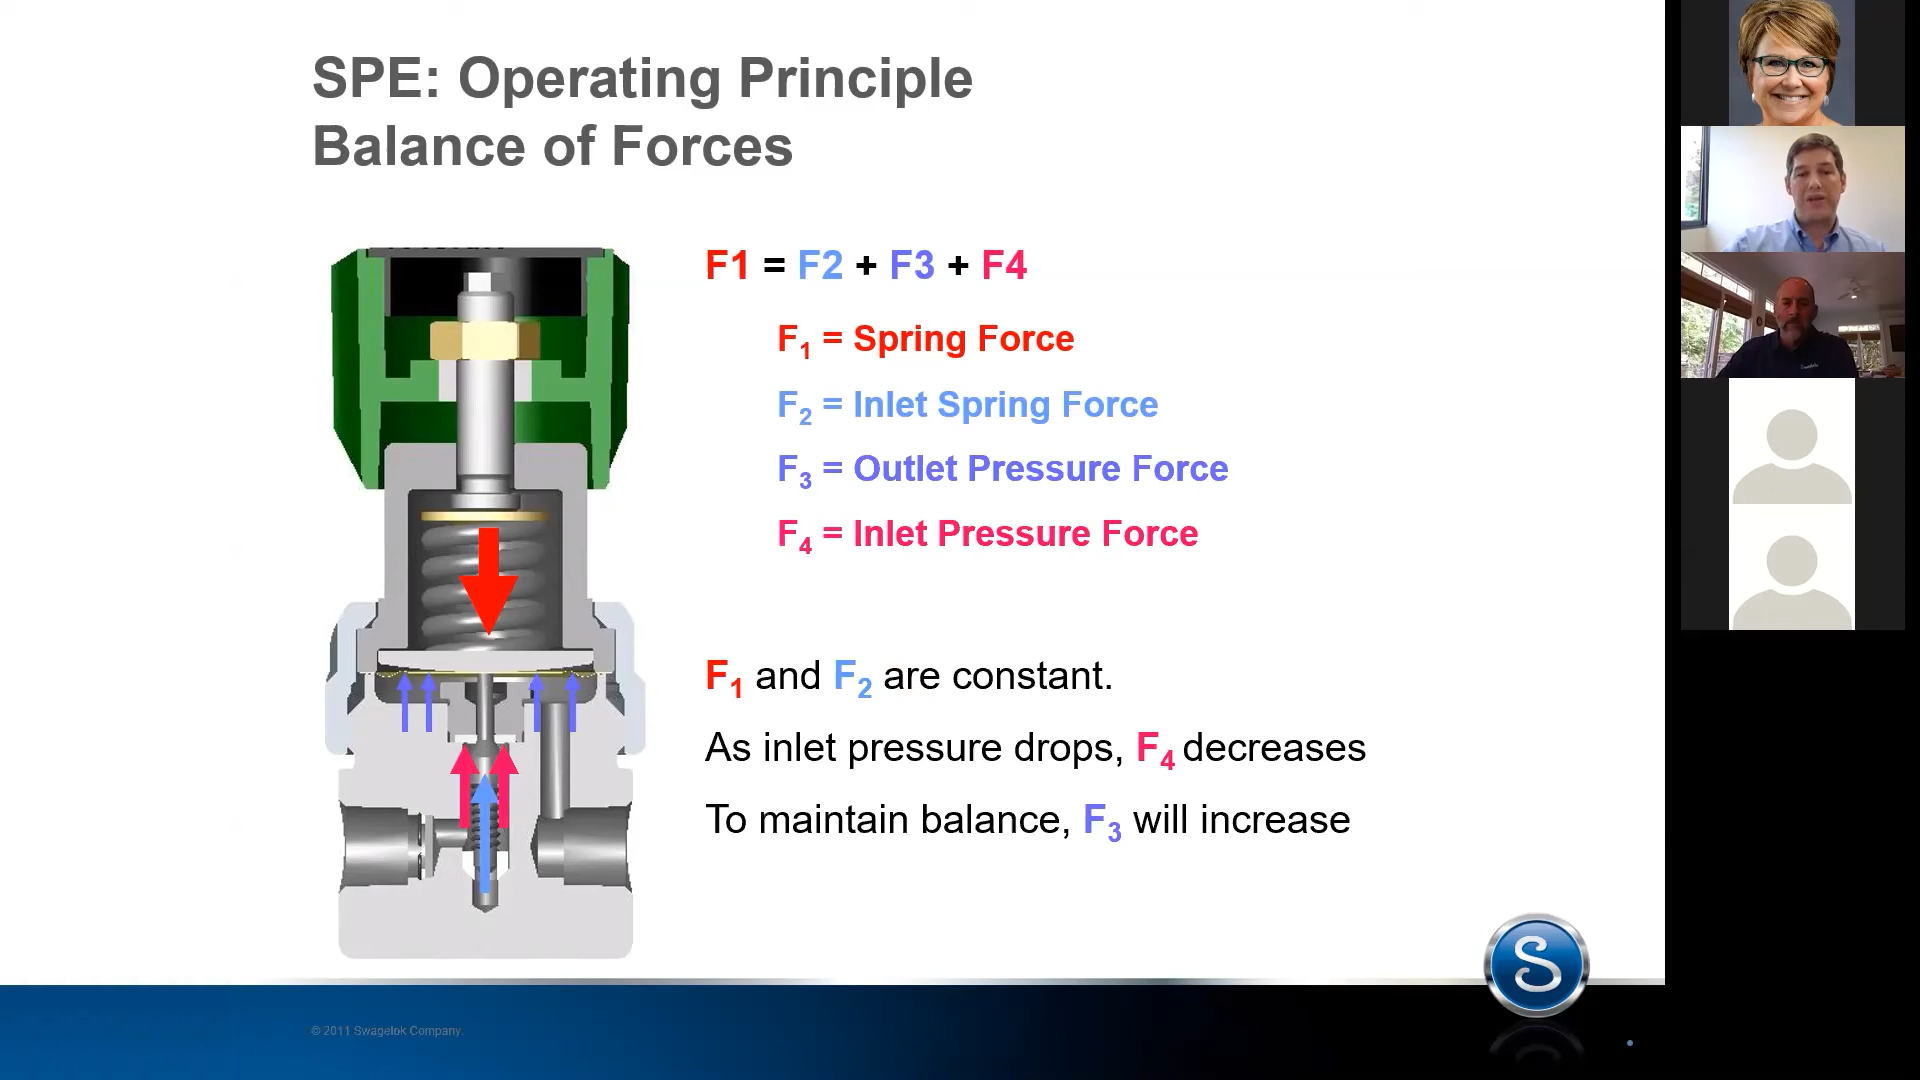 SPE: Operating Principle
Balance of Forces
F1 = F2 + F3 + F4
F1 = Spring Force
F2 = Inlet Spring Force
F3 = Outlet Pressure Force
F4 = Inlet Pressure Force
F1 and F2 are constant.
As inlet pressure drops, F4 decreases
To maintain balance, F3 will increase
S
© 2011 Swagelok Company.